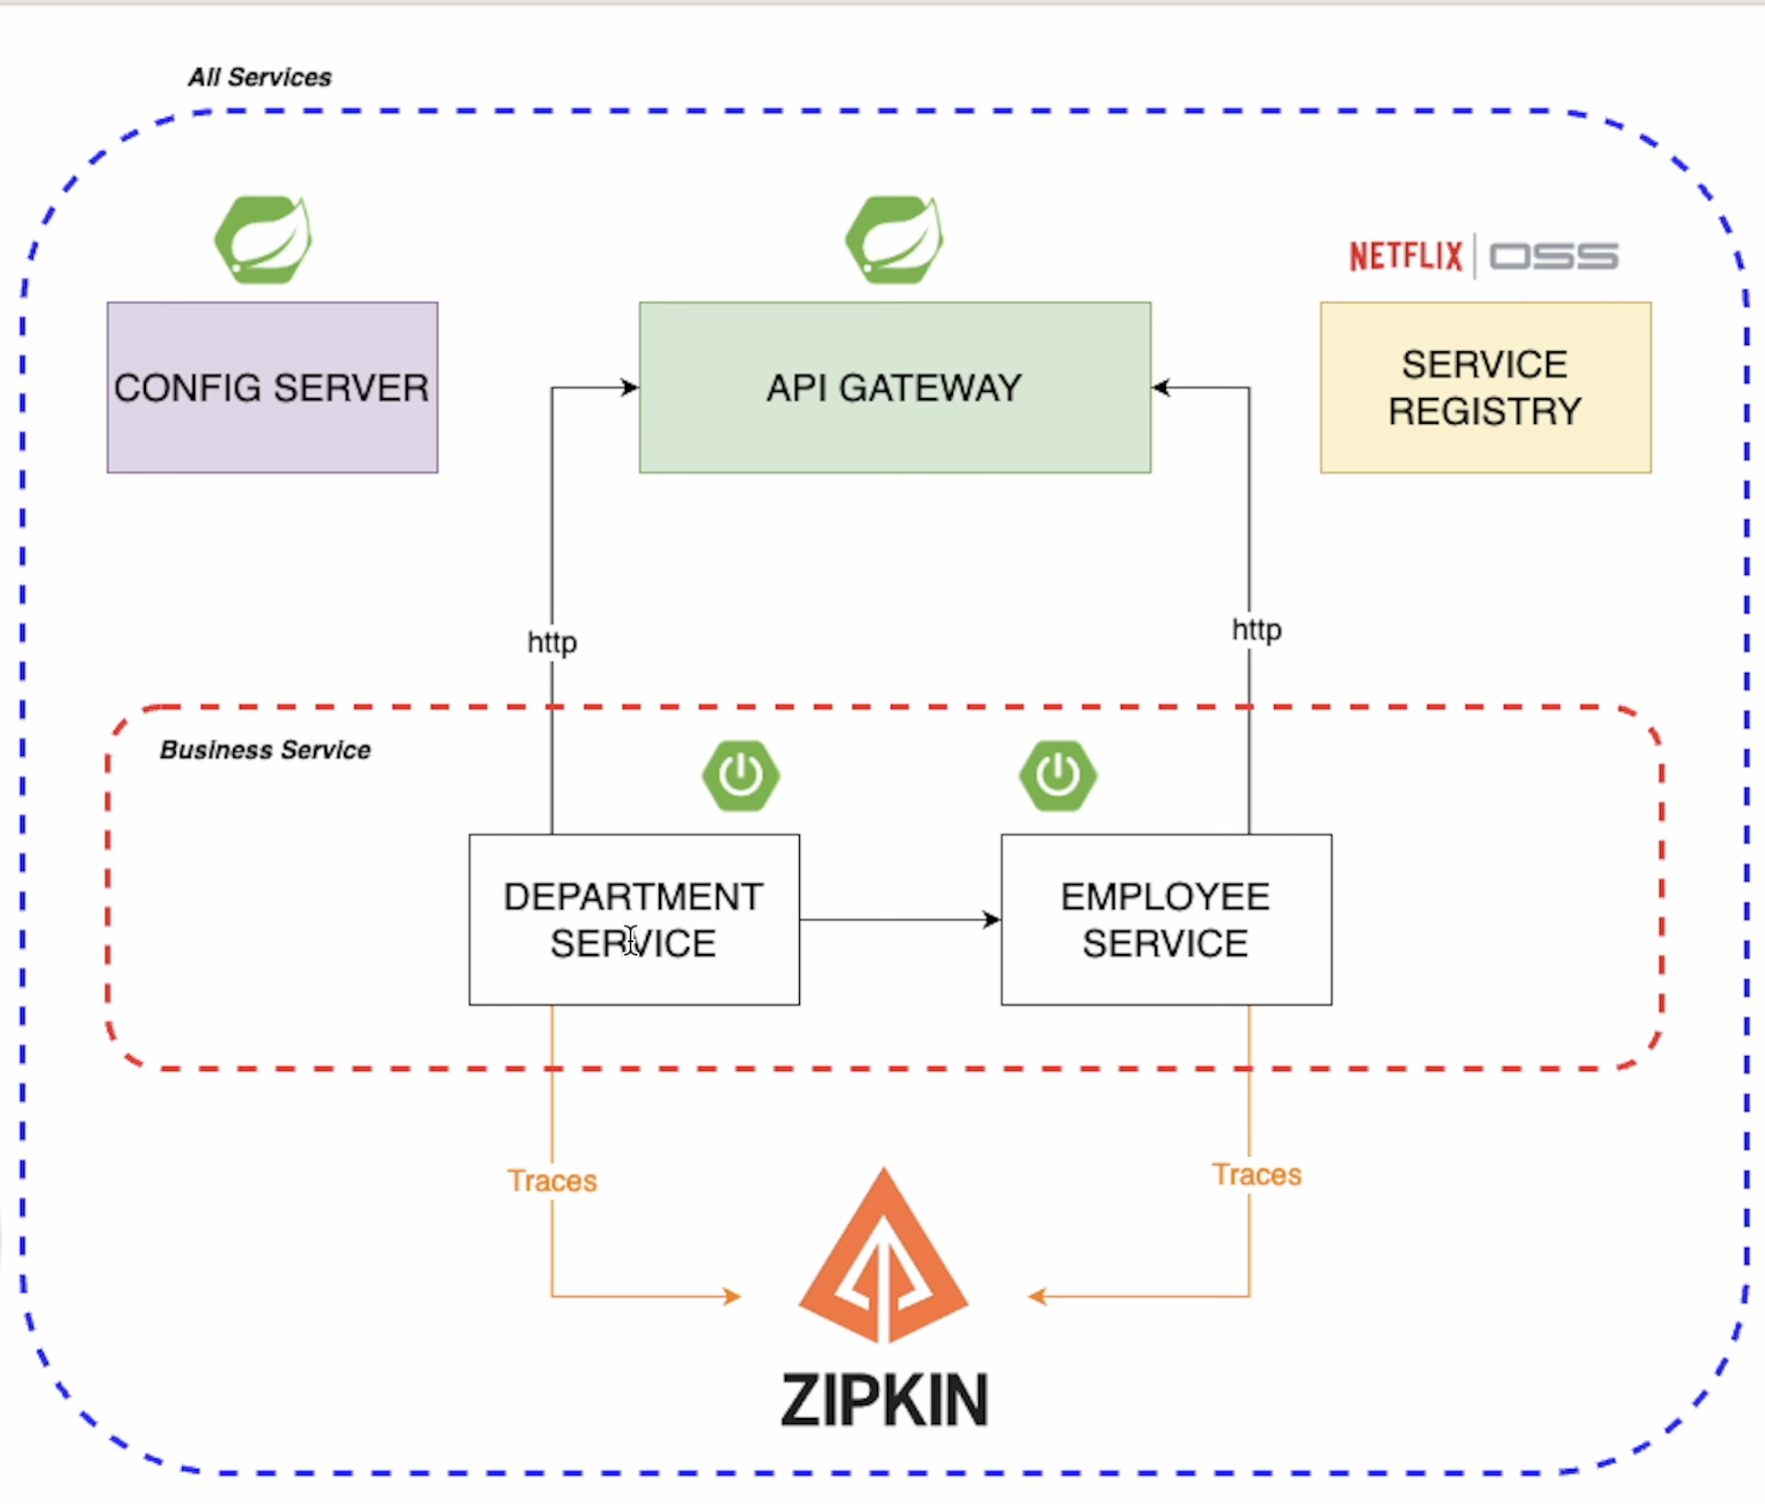 All Services
NETFLIX | OSS
CONFIG SERVER
API GATEWAY
SERVICE
REGISTRY
http
http
Business Service
DEPARTMENT
SERVICE
EMPLOYEE
SERVICE
Traces
Traces
ZIPKIN